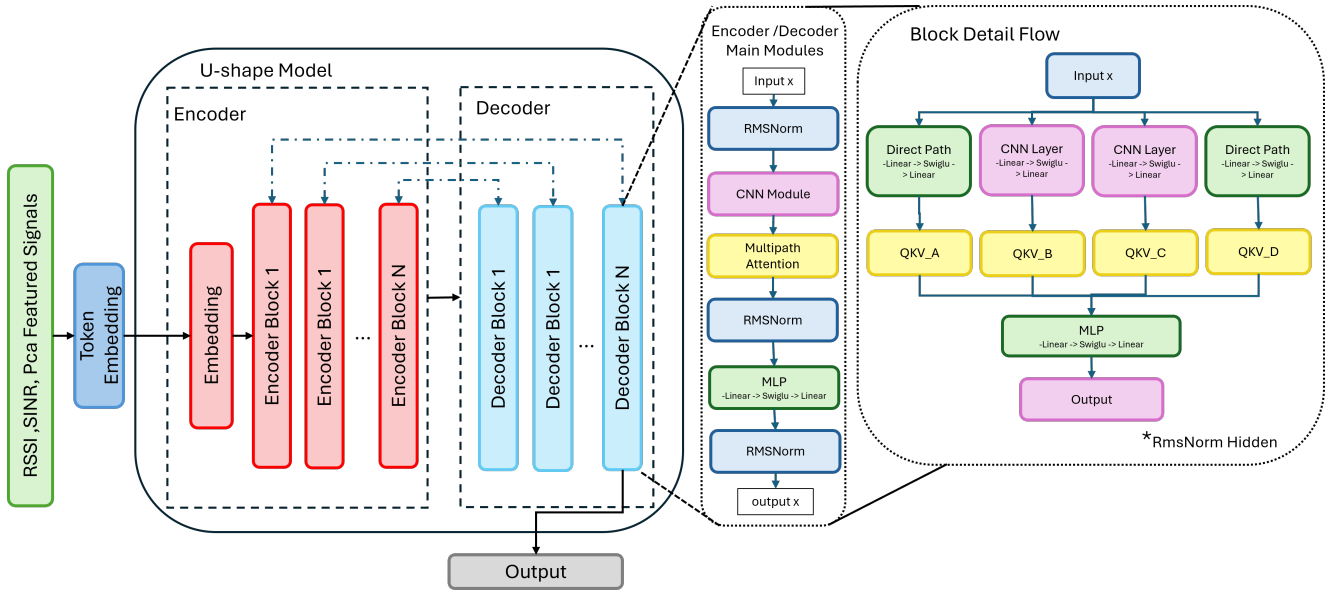 RSSI ,SINR, Pca Featured Signals
Token
Embedding
U-shape Model
Encoder
Embedding
Encoder Block 1
Encoder Block 1
...
Encoder Block N
Decoder
Decoder Block 1
Decoder Block 1
...
Decoder Block N
Output
Encoder /Decoder
Main Modules
Input x
RMSNorm
CNN Module
Multipath
Attention
RMSNorm
MLP
-Linear -> Swiglu -> Linear
RMSNorm
output x
Block Detail Flow
Input x
Direct Path
-Linear -> Swiglu -
> Linear
CNN Layer
-Linear -> Swiglu -
> Linear
CNN Layer
-Linear -> Swiglu -
> Linear
Direct Path
-Linear -> Swiglu -
> Linear
QKV_A
QKV_B
QKV_C
QKV_D
MLP
-Linear -> Swiglu -> Linear
Output
*RmsNorm Hidden